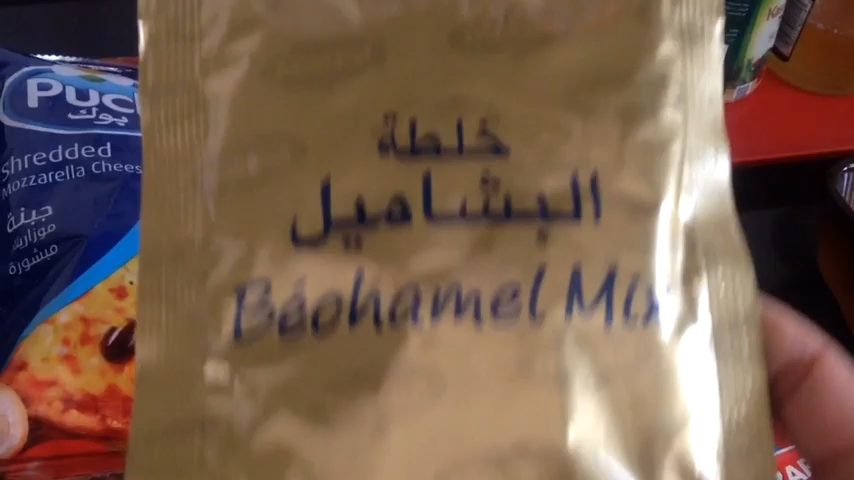 Puck
بوك
Shredded
Mozzarella Chees
جبنة
موزاريلا
مبشورة
خلطة
البشاميل
Béchamel Mix